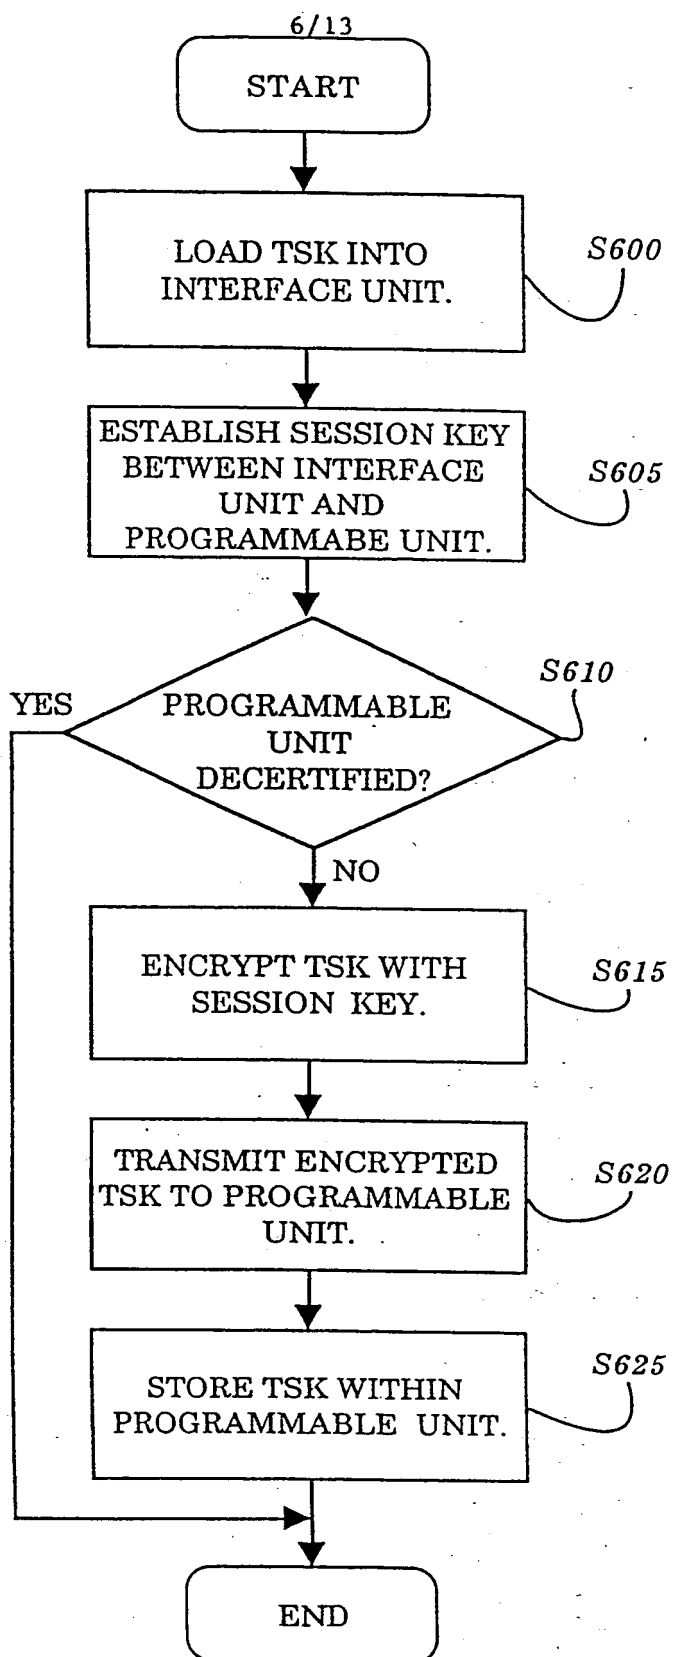 6/13
START
LOAD TSK INTO
INTERFACE UNIT.
S600
ESTABLISH SESSION KEY
BETWEEN INTERFACE
UNIT AND
PROGRAMMABE UNIT.
S605
PROGRAMMABLE
UNIT
DECERTIFIED?
S610
YES
NO
ENCRYPT TSK WITH
SESSION KEY.
S615
TRANSMIT ENCRYPTED
TSK TO PROGRAMMABLE
UNIT.
S620
STORE TSK WITHIN
PROGRAMMABLE UNIT.
S625
END